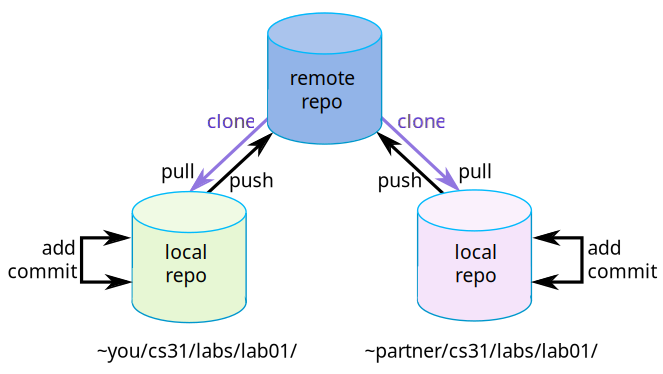 remote
repo
clone
clone
pull
push
push
pull
local
repo
local
repo
add
commit
add
commit
~you/cs31/labs/lab01/
~partner/cs31/labs/lab01/